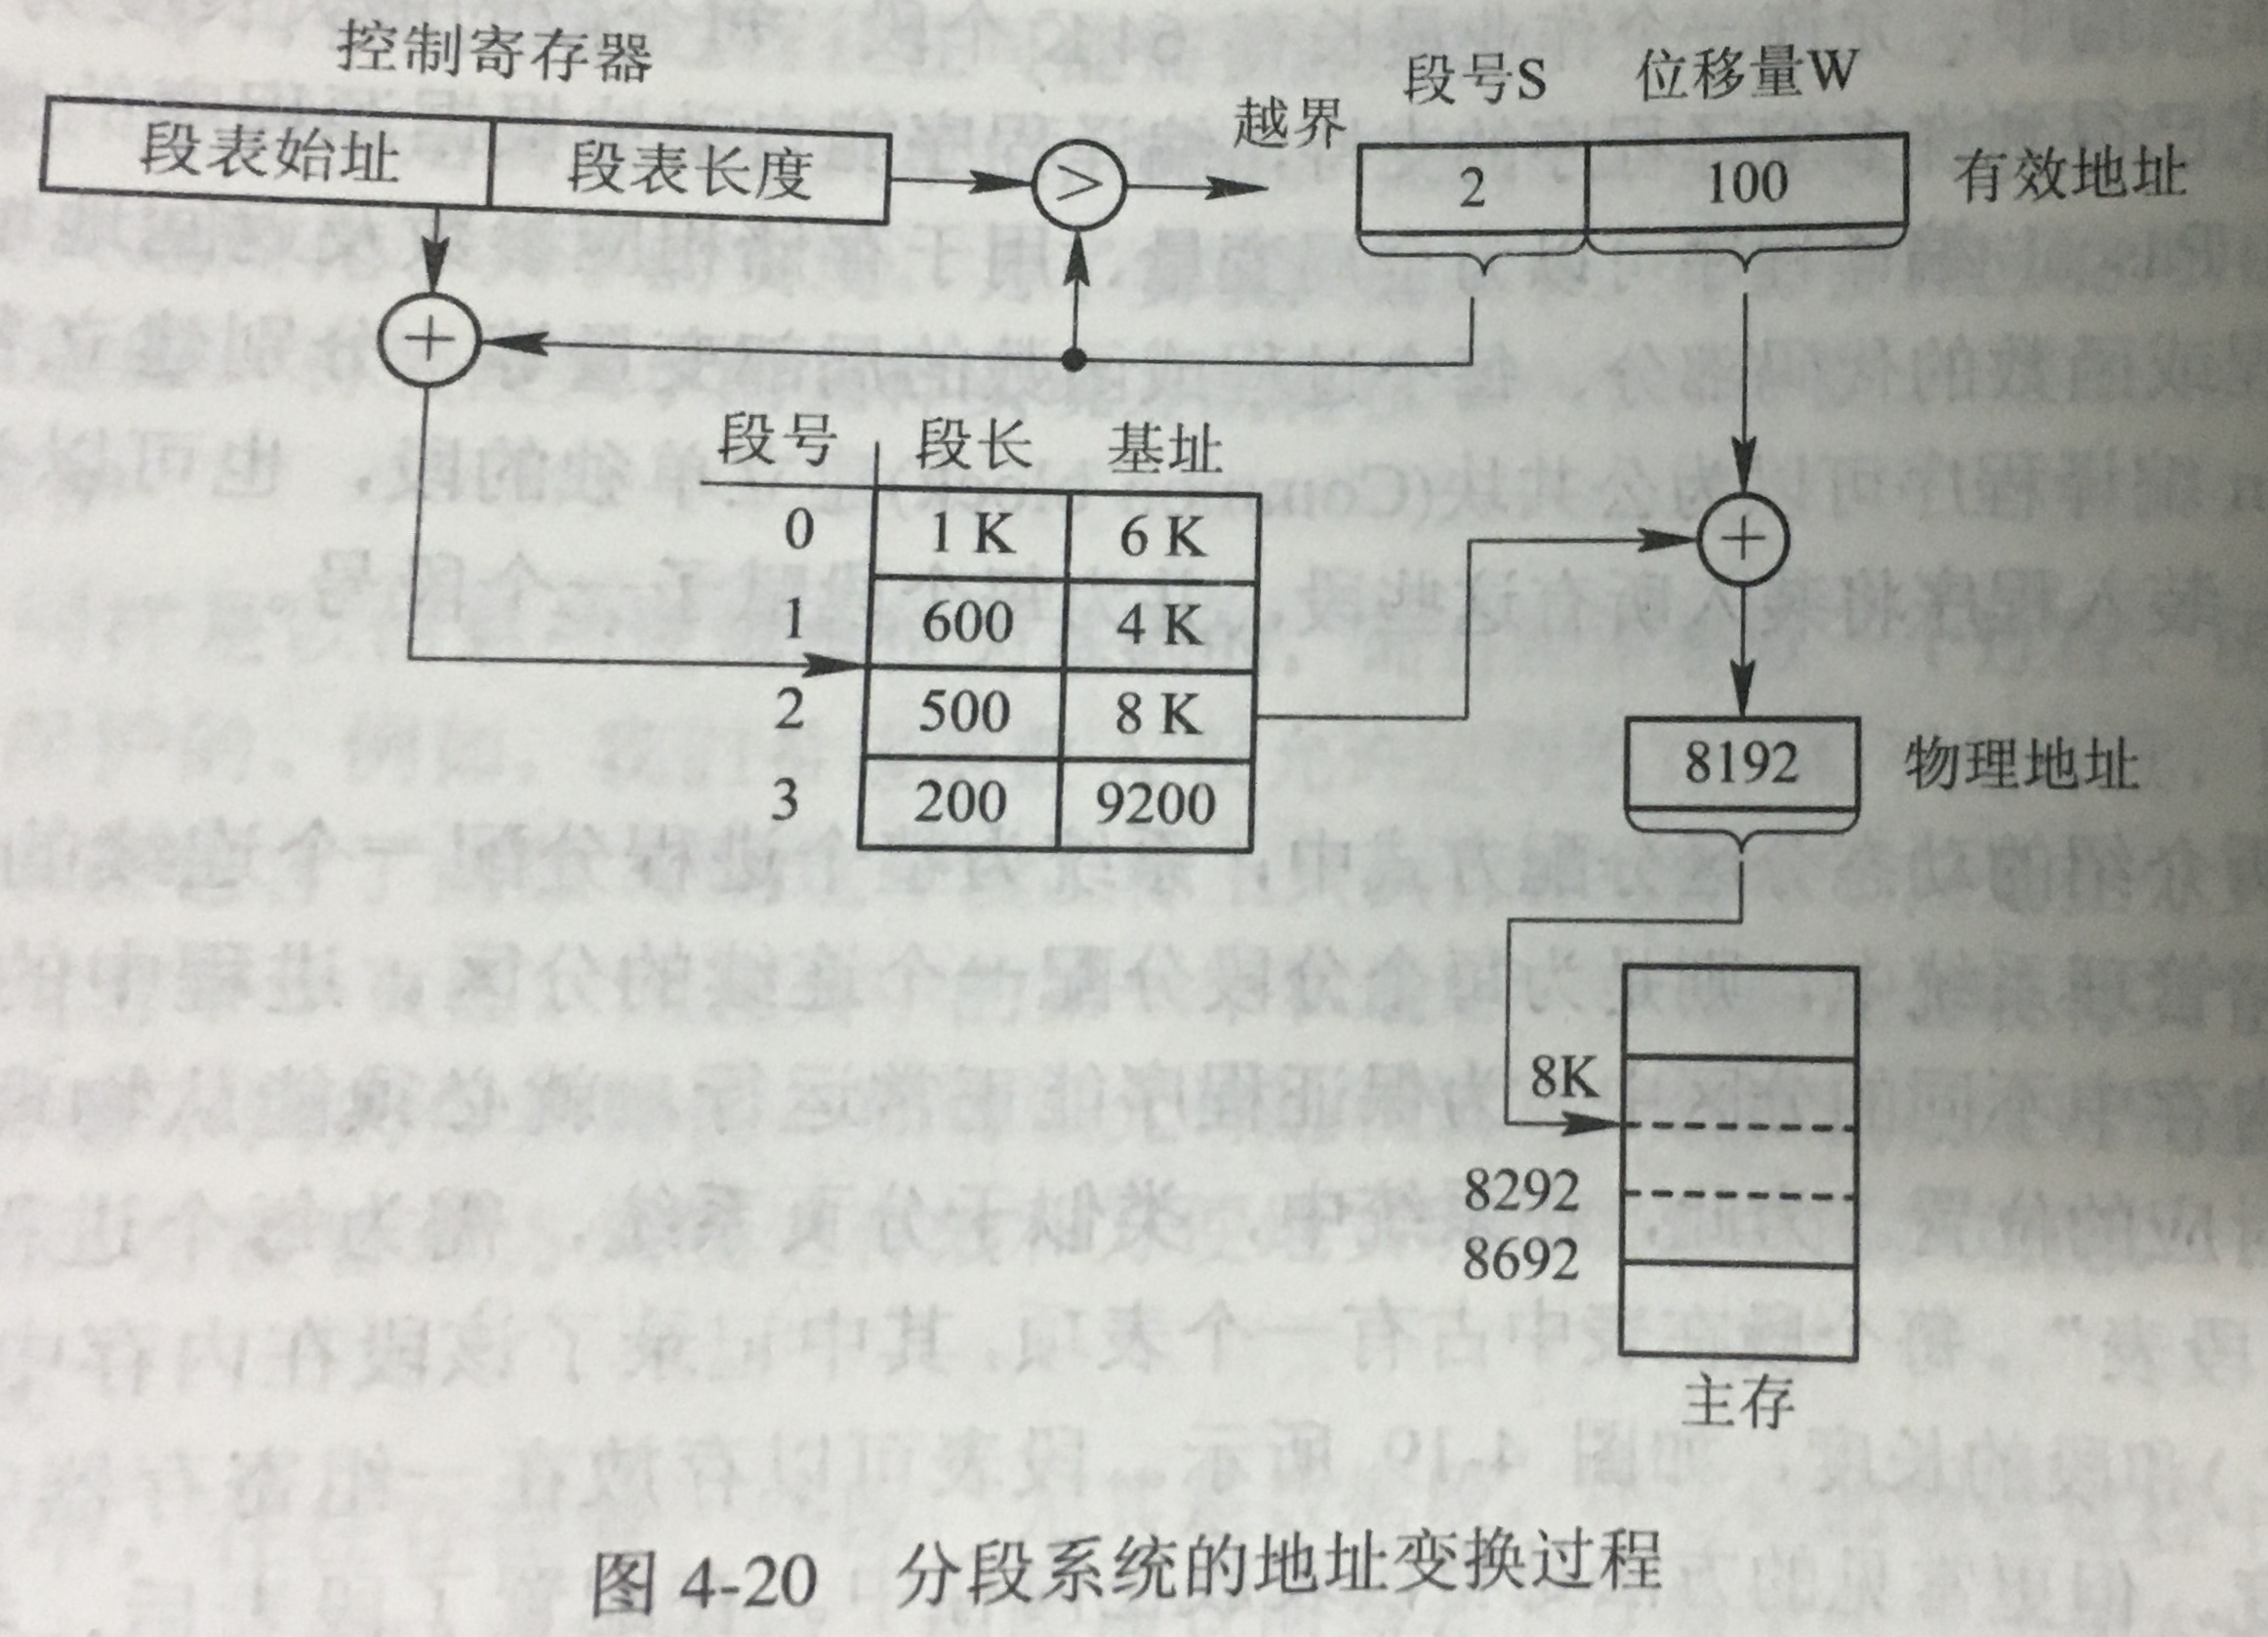 控制寄存器
段表始址 段表长度
>
越界
段号S 位移量W
2 100 有效地址
+
段号 段长 基址
0 1 K 6 K
1 600 4 K
2 500 8 K
3 200 9200
+
8192 物理地址
8K
8292
8692
主存
图 4-20 分段系统的地址变换过程